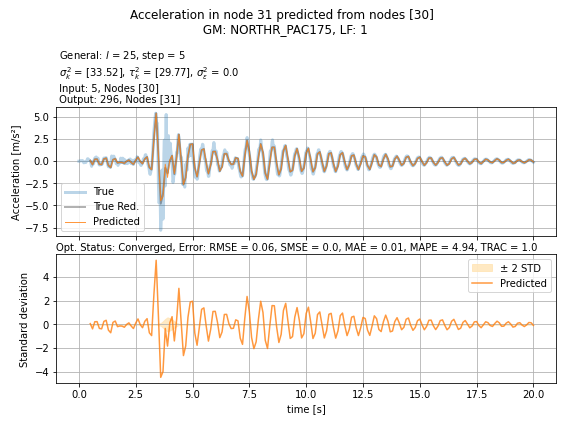 Acceleration in node 31 predicted from nodes [30]
GM: NORTHR_PAC175, LF: 1
General: l = 25, step = 5
σ²ₖ = [33.52], τ²ₖ = [29.77], σ²ε = 0.0
Input: 5, Nodes [30]
Output: 296, Nodes [31]
Acceleration [m/s²]
5.0
2.5
0.0
−2.5
−5.0
−7.5
True
True Red.
Predicted
Opt. Status: Converged, Error: RMSE = 0.06, SMSE = 0.0, MAE = 0.01, MAPE = 4.94, TRAC = 1.0
Standard deviation
4
2
0
−2
−4
± 2 STD
Predicted
0.0 2.5 5.0 7.5 10.0 12.5 15.0 17.5 20.0
time [s]